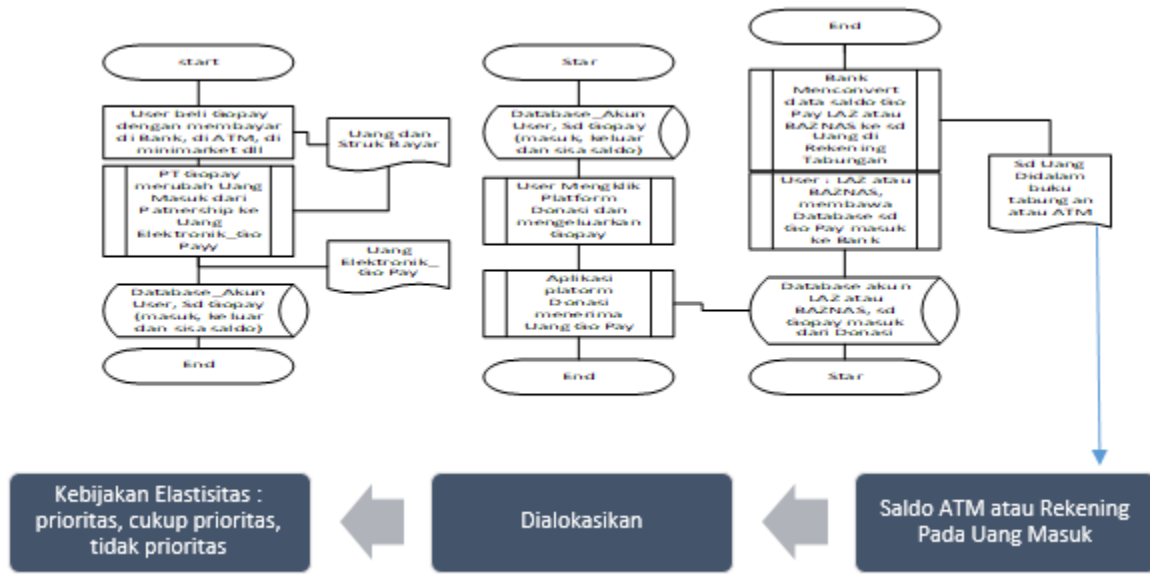 start
User beli Gopay
dengan membayar
di Bank, di ATM, di
minimarket dll
Uang dan
Struk Bayar
PT Gopay
merubah Uang
Masuk dari
Patnership ke
Uang
Elektronik_Go
Payy
Uang
Elektronik_
Go Pay
Database_Akun
User, Sd Gopay
(masuk, keluar
dan sisa saldo)
End
Star
Database_Akun
User, Sd Gopay
(masuk, keluar
dan sisa saldo)
User Mengklik
Platform
Donasi dan
mengeluarkan
Gopay
Aplikasi
platorm
Donasi
menerima
Uang Go Pay
End
End
Bank
Menconvert
data saldo Go
Pay LAZ atau
BAZNAS ke sd
Uang di
Rekening
Tabungan
User : LAZ atau
BAZNAS,
membawa
Database sd
Go Pay masuk
ke Bank
Database akun
LAZ atau
BAZNAS, sd
Gopay masuk
dari Donasi
Star
Sd Uang
Didalam
buku
tabungan
atau ATM
Kebijakan Elastisitas :
prioritas, cukup prioritas,
tidak prioritas
Dialokasikan
Saldo ATM atau Rekening
Pada Uang Masuk